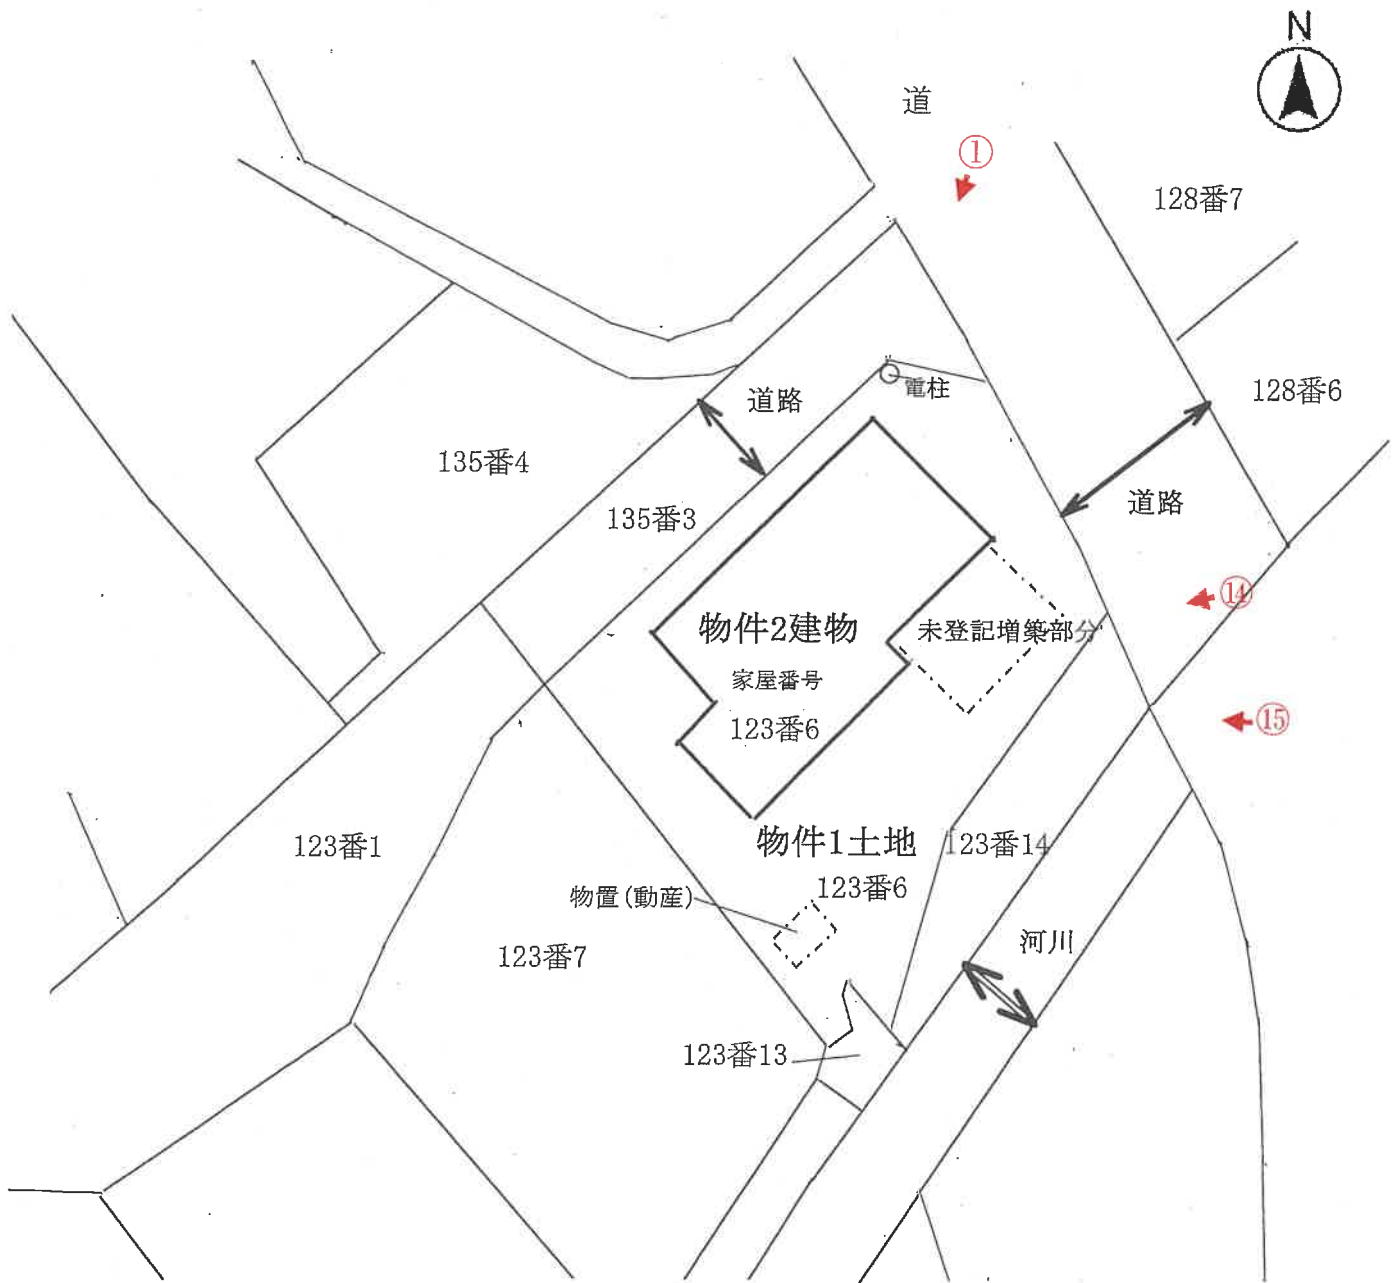 N
道
①
128番7
128番6
電柱
道路
135番4
道路
135番3
⑭
物件2建物
未登記増築部分
家屋番号
⑮
123番6
物件1土地
123番14
123番1
123番6
物置(動産)
河川
123番7
123番13